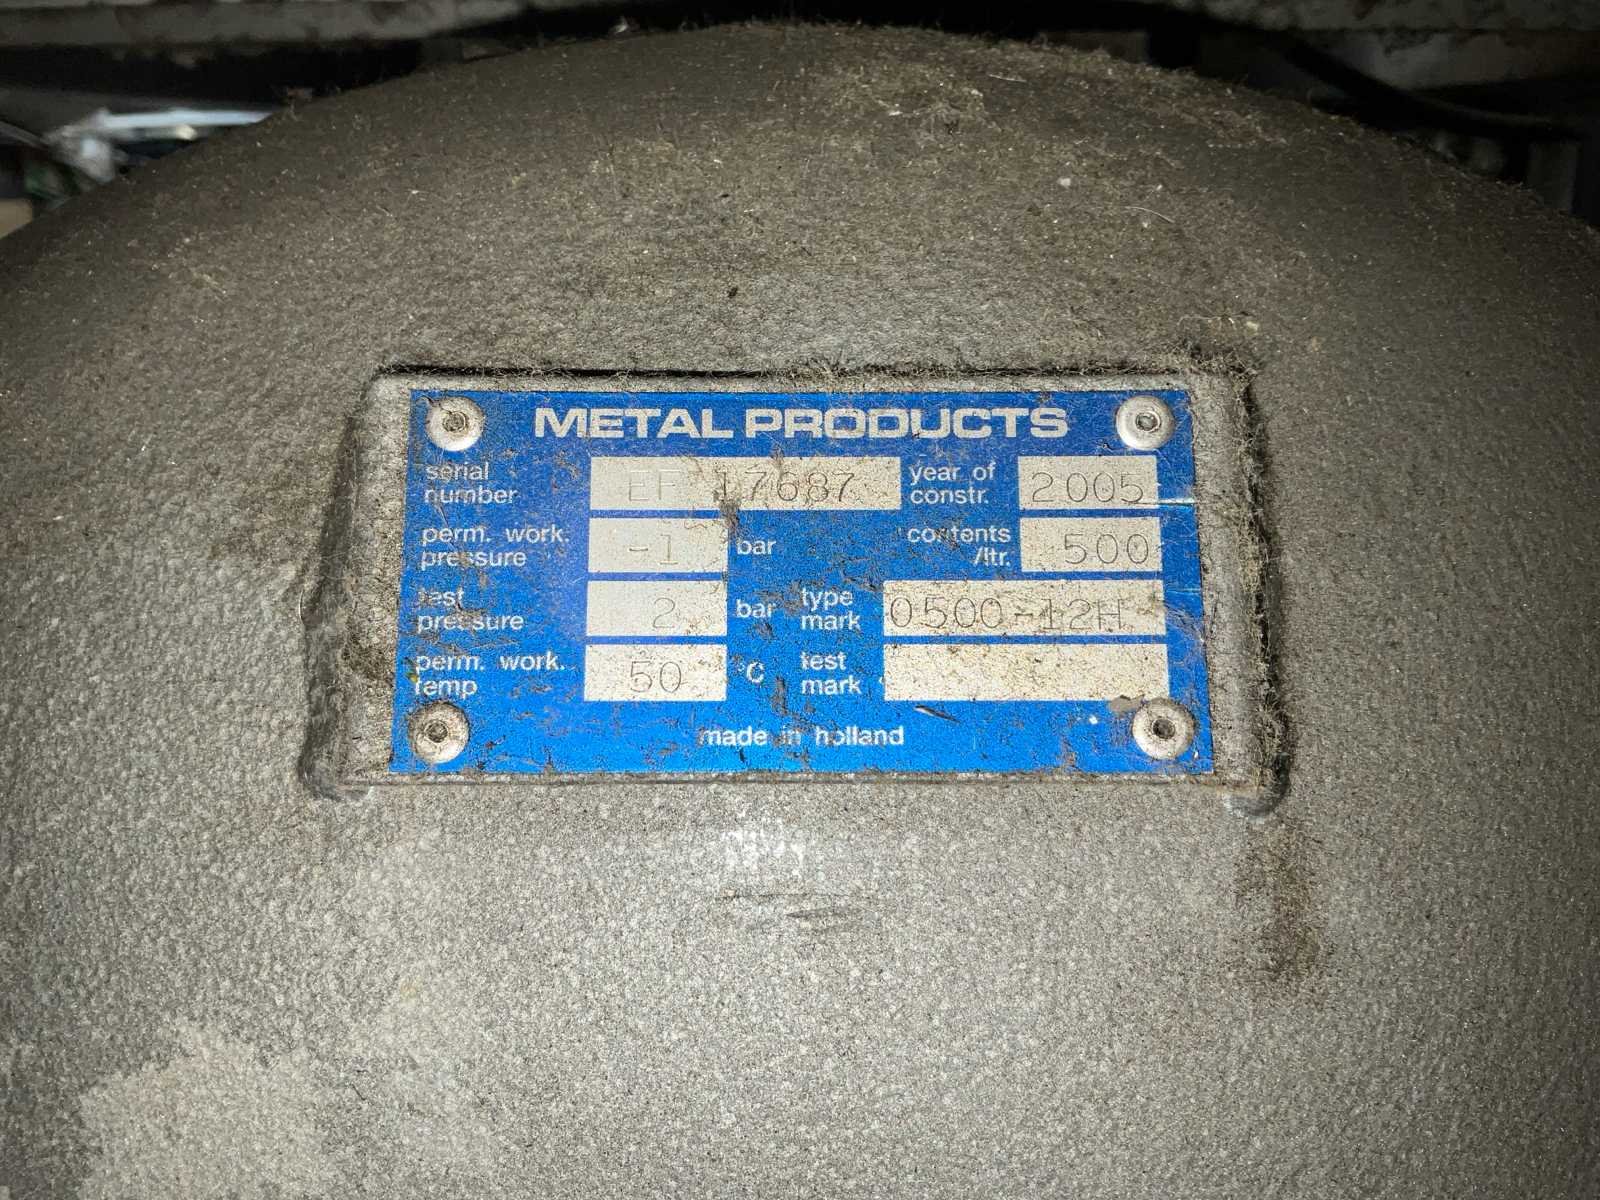 METAL PRODUCTS
serial number EF 17687 year of constr. 2005
perm. work. pressure -1 bar contents /ltr. 500
test pressure 2 bar type mark 0500-12H
perm. work. temp 50 °C test mark
made in holland